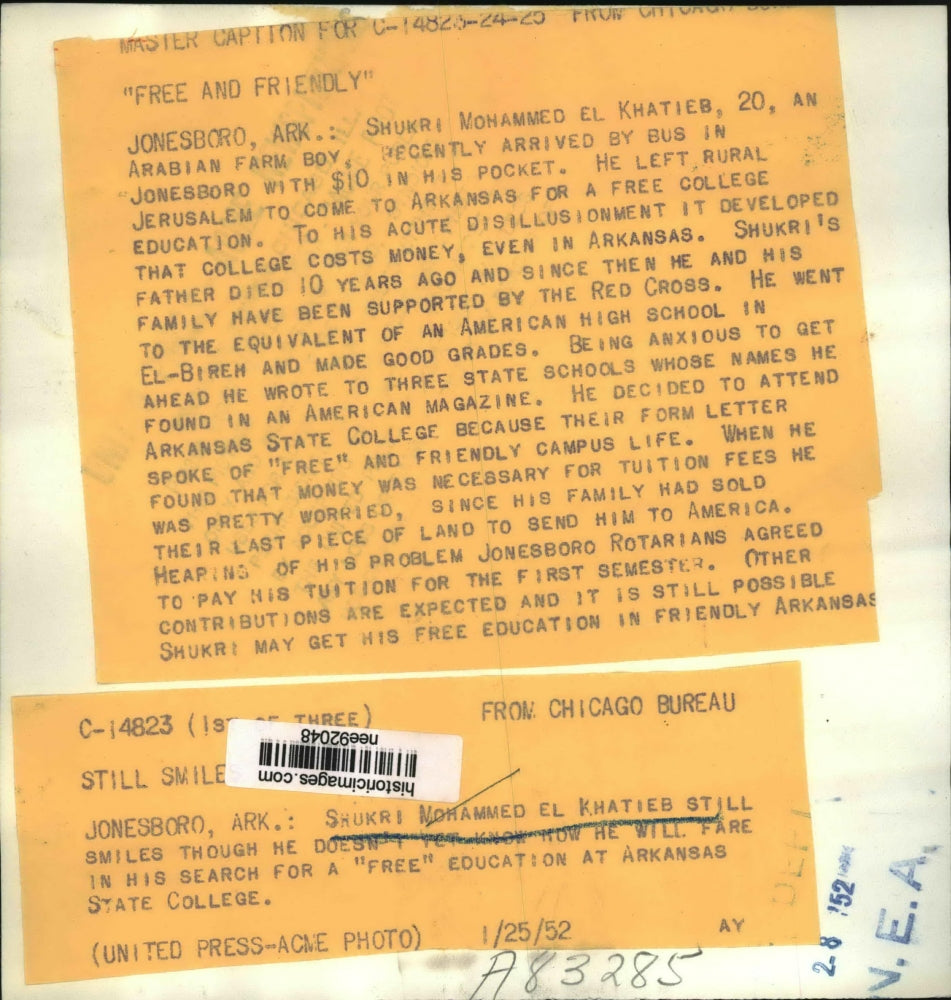 MASTER CAPTION FOR C-14823-24-25 FROM CHICAGO
"FREE AND FRIENDLY"
JONESBORO, ARK.: SHUKRI MOHAMMED EL KHATIEB, 20, AN
ARABIAN FARM BOY, RECENTLY ARRIVED BY BUS IN
JONESBORO WITH $10 IN HIS POCKET. HE LEFT RURAL
JERUSALEM TO COME TO ARKANSAS FOR A FREE COLLEGE
EDUCATION. TO HIS ACUTE DISILLUSIONMENT IT DEVELOPED
THAT COLLEGE COSTS MONEY, EVEN IN ARKANSAS. SHUKRI'S
FATHER DIED 10 YEARS AGO AND SINCE THEN HE AND HIS
FAMILY HAVE BEEN SUPPORTED BY THE RED CROSS. HE WENT
TO THE EQUIVALENT OF AN AMERICAN HIGH SCHOOL IN
EL-BIREH AND MADE GOOD GRADES. BEING ANXIOUS TO GET
AHEAD HE WROTE TO THREE STATE SCHOOLS WHOSE NAMES HE
FOUND IN AN AMERICAN MAGAZINE. HE DECIDED TO ATTEND
ARKANSAS STATE COLLEGE BECAUSE THEIR FORM LETTER
SPOKE OF "FREE" AND FRIENDLY CAMPUS LIFE. WHEN HE
FOUND THAT MONEY WAS NECESSARY FOR TUITION FEES HE
WAS PRETTY WORRIED, SINCE HIS FAMILY HAD SOLD
THEIR LAST PIECE OF LAND TO SEND HIM TO AMERICA.
HEARING OF HIS PROBLEM JONESBORO ROTARIANS AGREED
TO PAY HIS TUITION FOR THE FIRST SEMESTER. OTHER
CONTRIBUTIONS ARE EXPECTED AND IT IS STILL POSSIBLE
SHUKRI MAY GET HIS FREE EDUCATION IN FRIENDLY ARKANSAS
C-14823 (1ST OF THREE) FROM CHICAGO BUREAU
nee92048
historicimages.com
STILL SMILE
JONESBORO, ARK.: SHUKRI MOHAMMED EL KHATIEB STILL
SMILES THOUGH HE DOESN'T YET KNOW HOW HE WILL FARE
IN HIS SEARCH FOR A "FREE" EDUCATION AT ARKANSAS
STATE COLLEGE.
(UNITED PRESS-ACME PHOTO) 1/25/52 AY
A83285
2-8 '52
N.E.A.